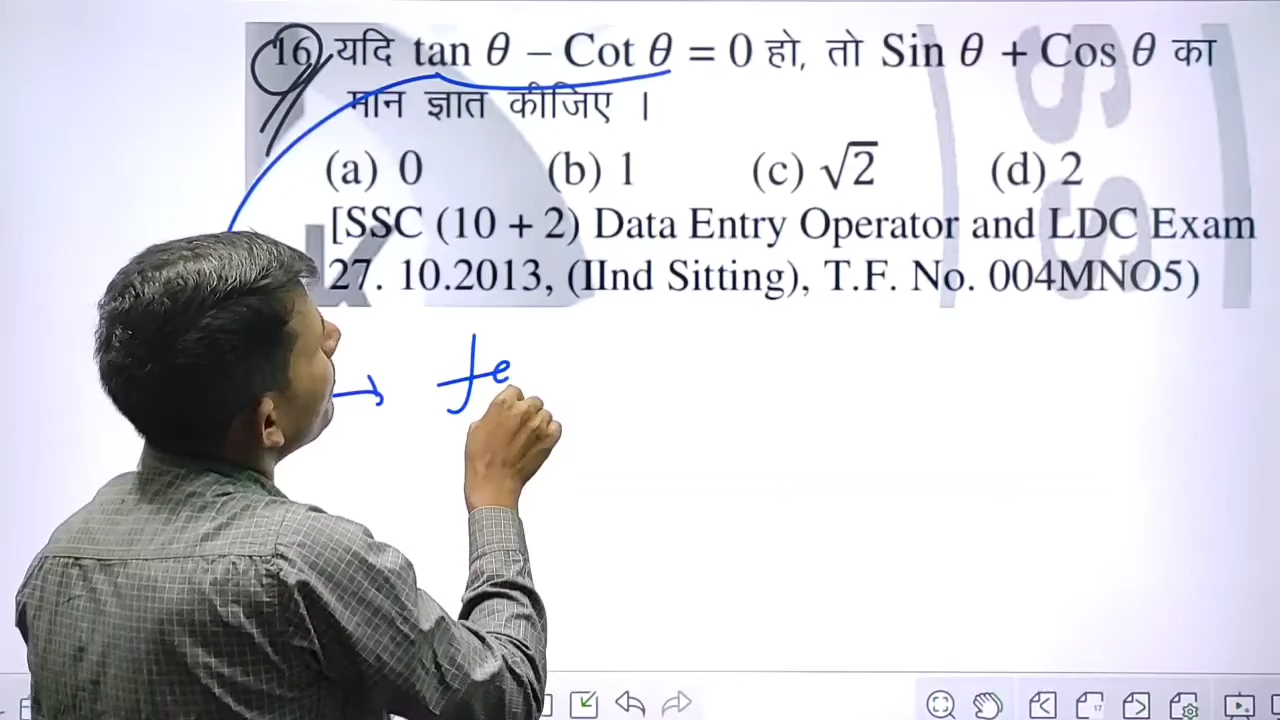 16. यदि tan θ – Cot θ = 0 हो, तो Sin θ + Cos θ का
मान ज्ञात कीजिए ।
(a) 0 (b) 1 (c) √2 (d) 2
[SSC (10 + 2) Data Entry Operator and LDC Exam
27. 10.2013, (IInd Sitting), T.F. No. 004MNO5)